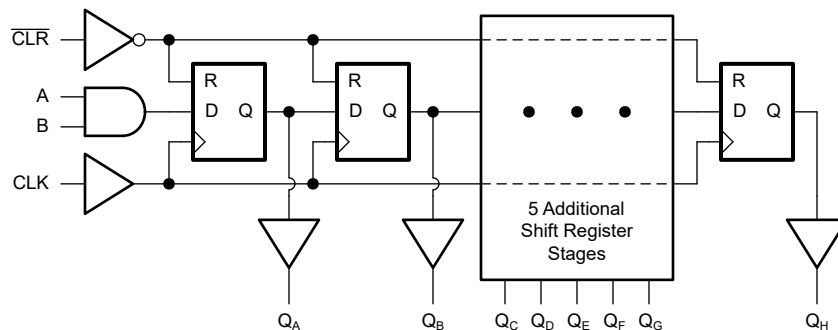 CLR
A
B
CLK
R
D Q
R
D Q
R
D Q
5 Additional
Shift Register
Stages
QA
QB
QC QD QE QF QG
QH